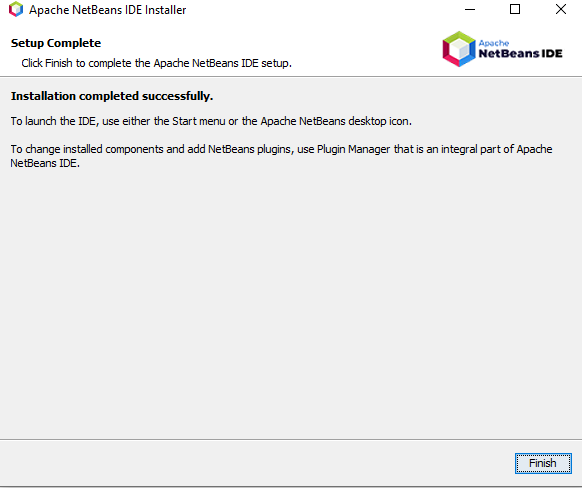 Apache NetBeans IDE Installer
Setup Complete
Click Finish to complete the Apache NetBeans IDE setup.
Apache
NetBeans IDE
Installation completed successfully.
To launch the IDE, use either the Start menu or the Apache NetBeans desktop icon.
To change installed components and add NetBeans plugins, use Plugin Manager that is an integral part of Apache
NetBeans IDE.
Finish